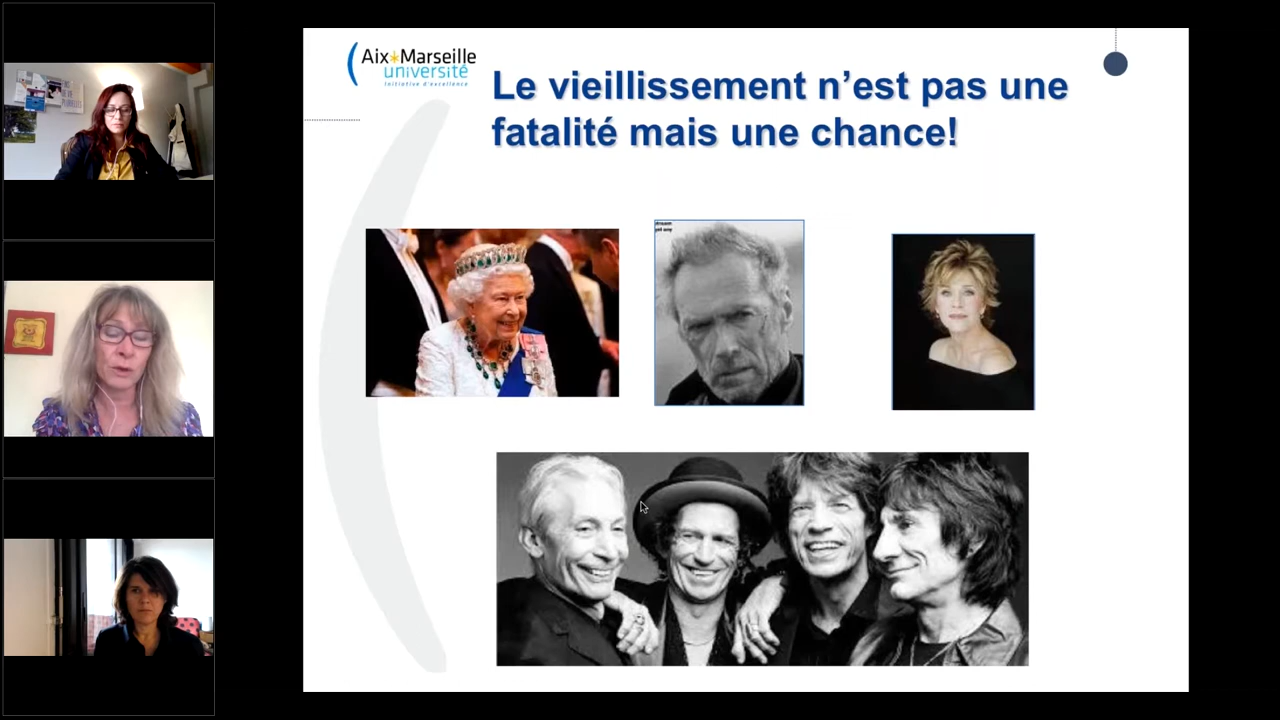 Aix*Marseille
université
Initiative d'excellence
Le vieillissement n'est pas une
fatalité mais une chance!